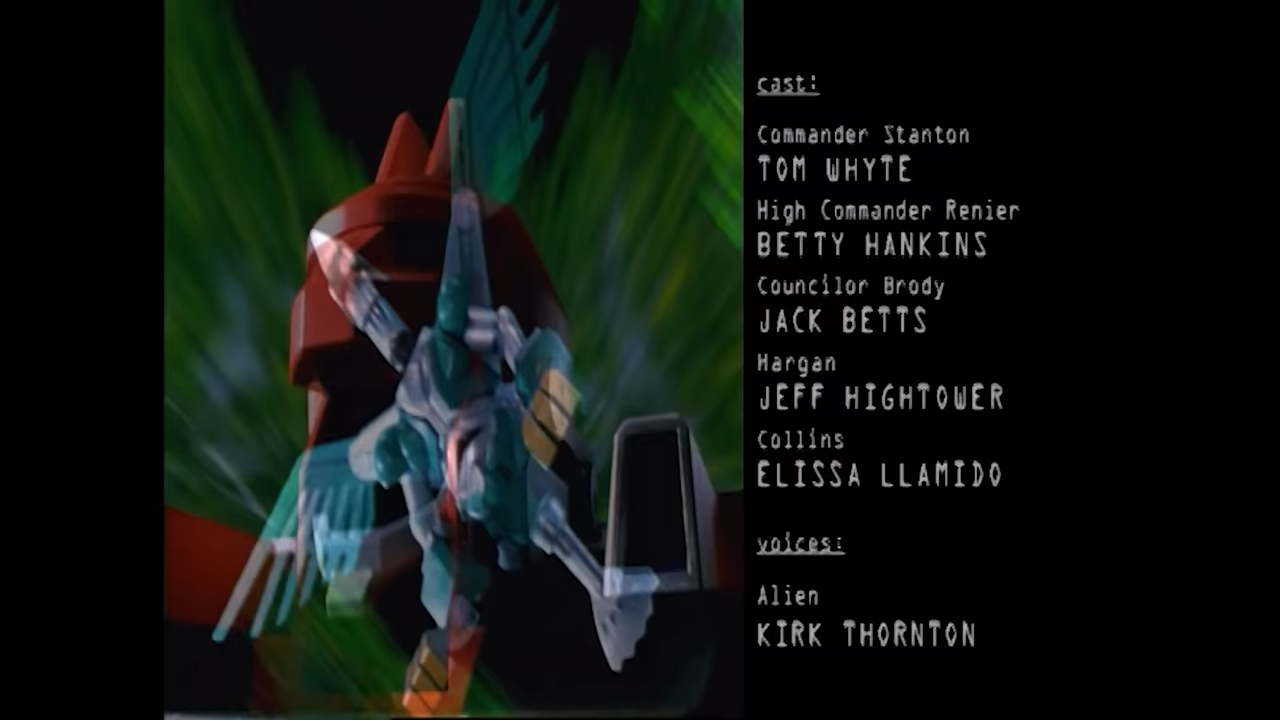 cast:
Commander Stanton
TOM WHYTE
High Commander Renier
BETTY HANKINS
Councilor Brody
JACK BETTS
Hargan
JEFF HIGHTOWER
Collins
ELISSA LLAMIDO
voices:
Alien
KIRK THORNTON